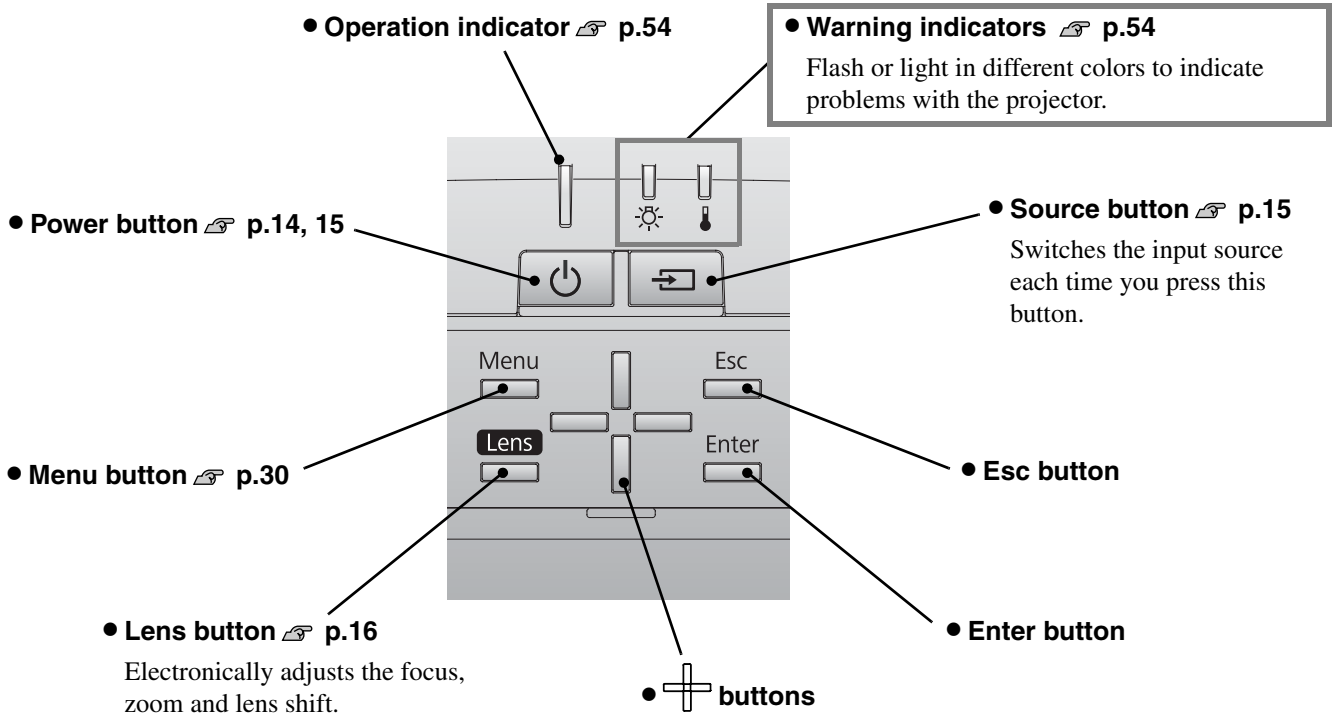 ● Operation indicator ☞ p.54
● Warning indicators ☞ p.54
Flash or light in different colors to indicate
problems with the projector.
● Power button ☞ p.14, 15
● Source button ☞ p.15
Switches the input source
each time you press this
button.
Menu
Esc
Lens
Enter
● Menu button ☞ p.30
● Esc button
● Lens button ☞ p.16
Electronically adjusts the focus,
zoom and lens shift.
● Enter button
● buttons